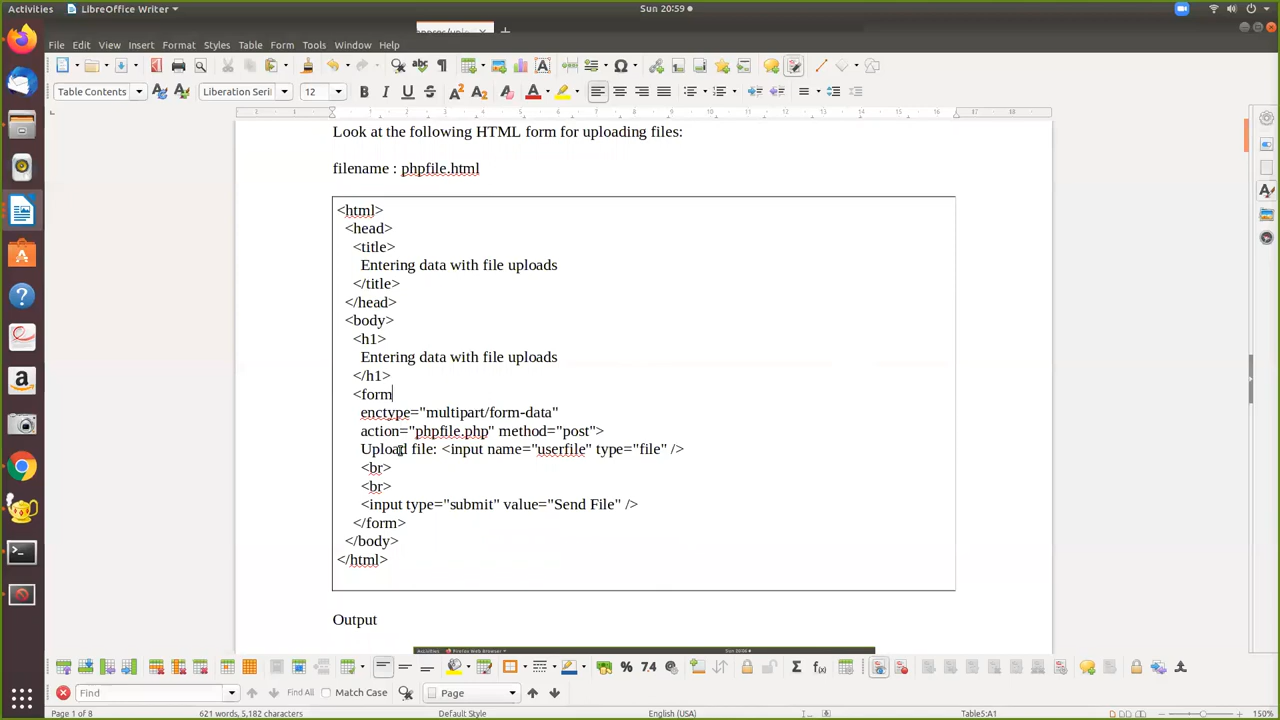 Activities
LibreOffice Writer
Sun 20:59
File Edit View Insert Format Styles Table Form Tools Window Help
Table Contents
Liberation Seri
12
Look at the following HTML form for uploading files:
filename : phpfile.html
<html>
<head>
<title>
Entering data with file uploads
</title>
</head>
<body>
<h1>
Entering data with file uploads
</h1>
<form
enctype="multipart/form-data"
action="phpfile.php" method="post">
Upload file: <input name="userfile" type="file" />
<br>
<br>
<input type="submit" value="Send File" />
</form>
</body>
</html>
Output
Find
Find All
Match Case
Page
Page 1 of 8
621 words, 5,182 characters
Default Style
English (USA)
Table5:A1
150%